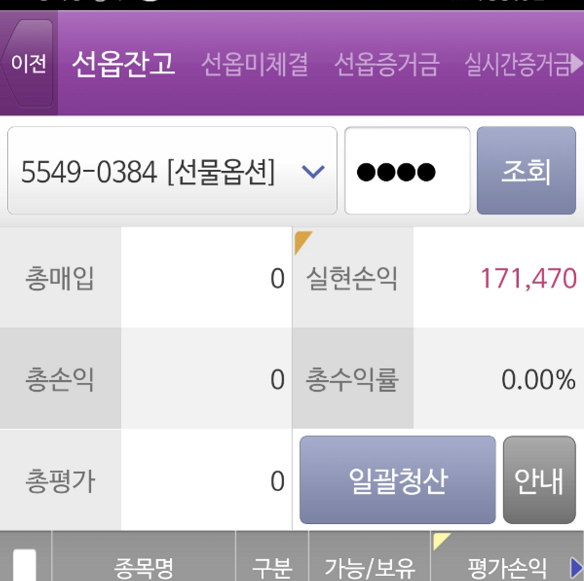 이전 선옵잔고 선옵미체결 선옵증거금 실시간증거금
5549-0384 [선물옵션] ●●●● 조회
총매입 0 실현손익 171,470
총손익 0 총수익률 0.00%
총평가 0 일괄청산 안내
종목명 구분 가능/보유 평가손익